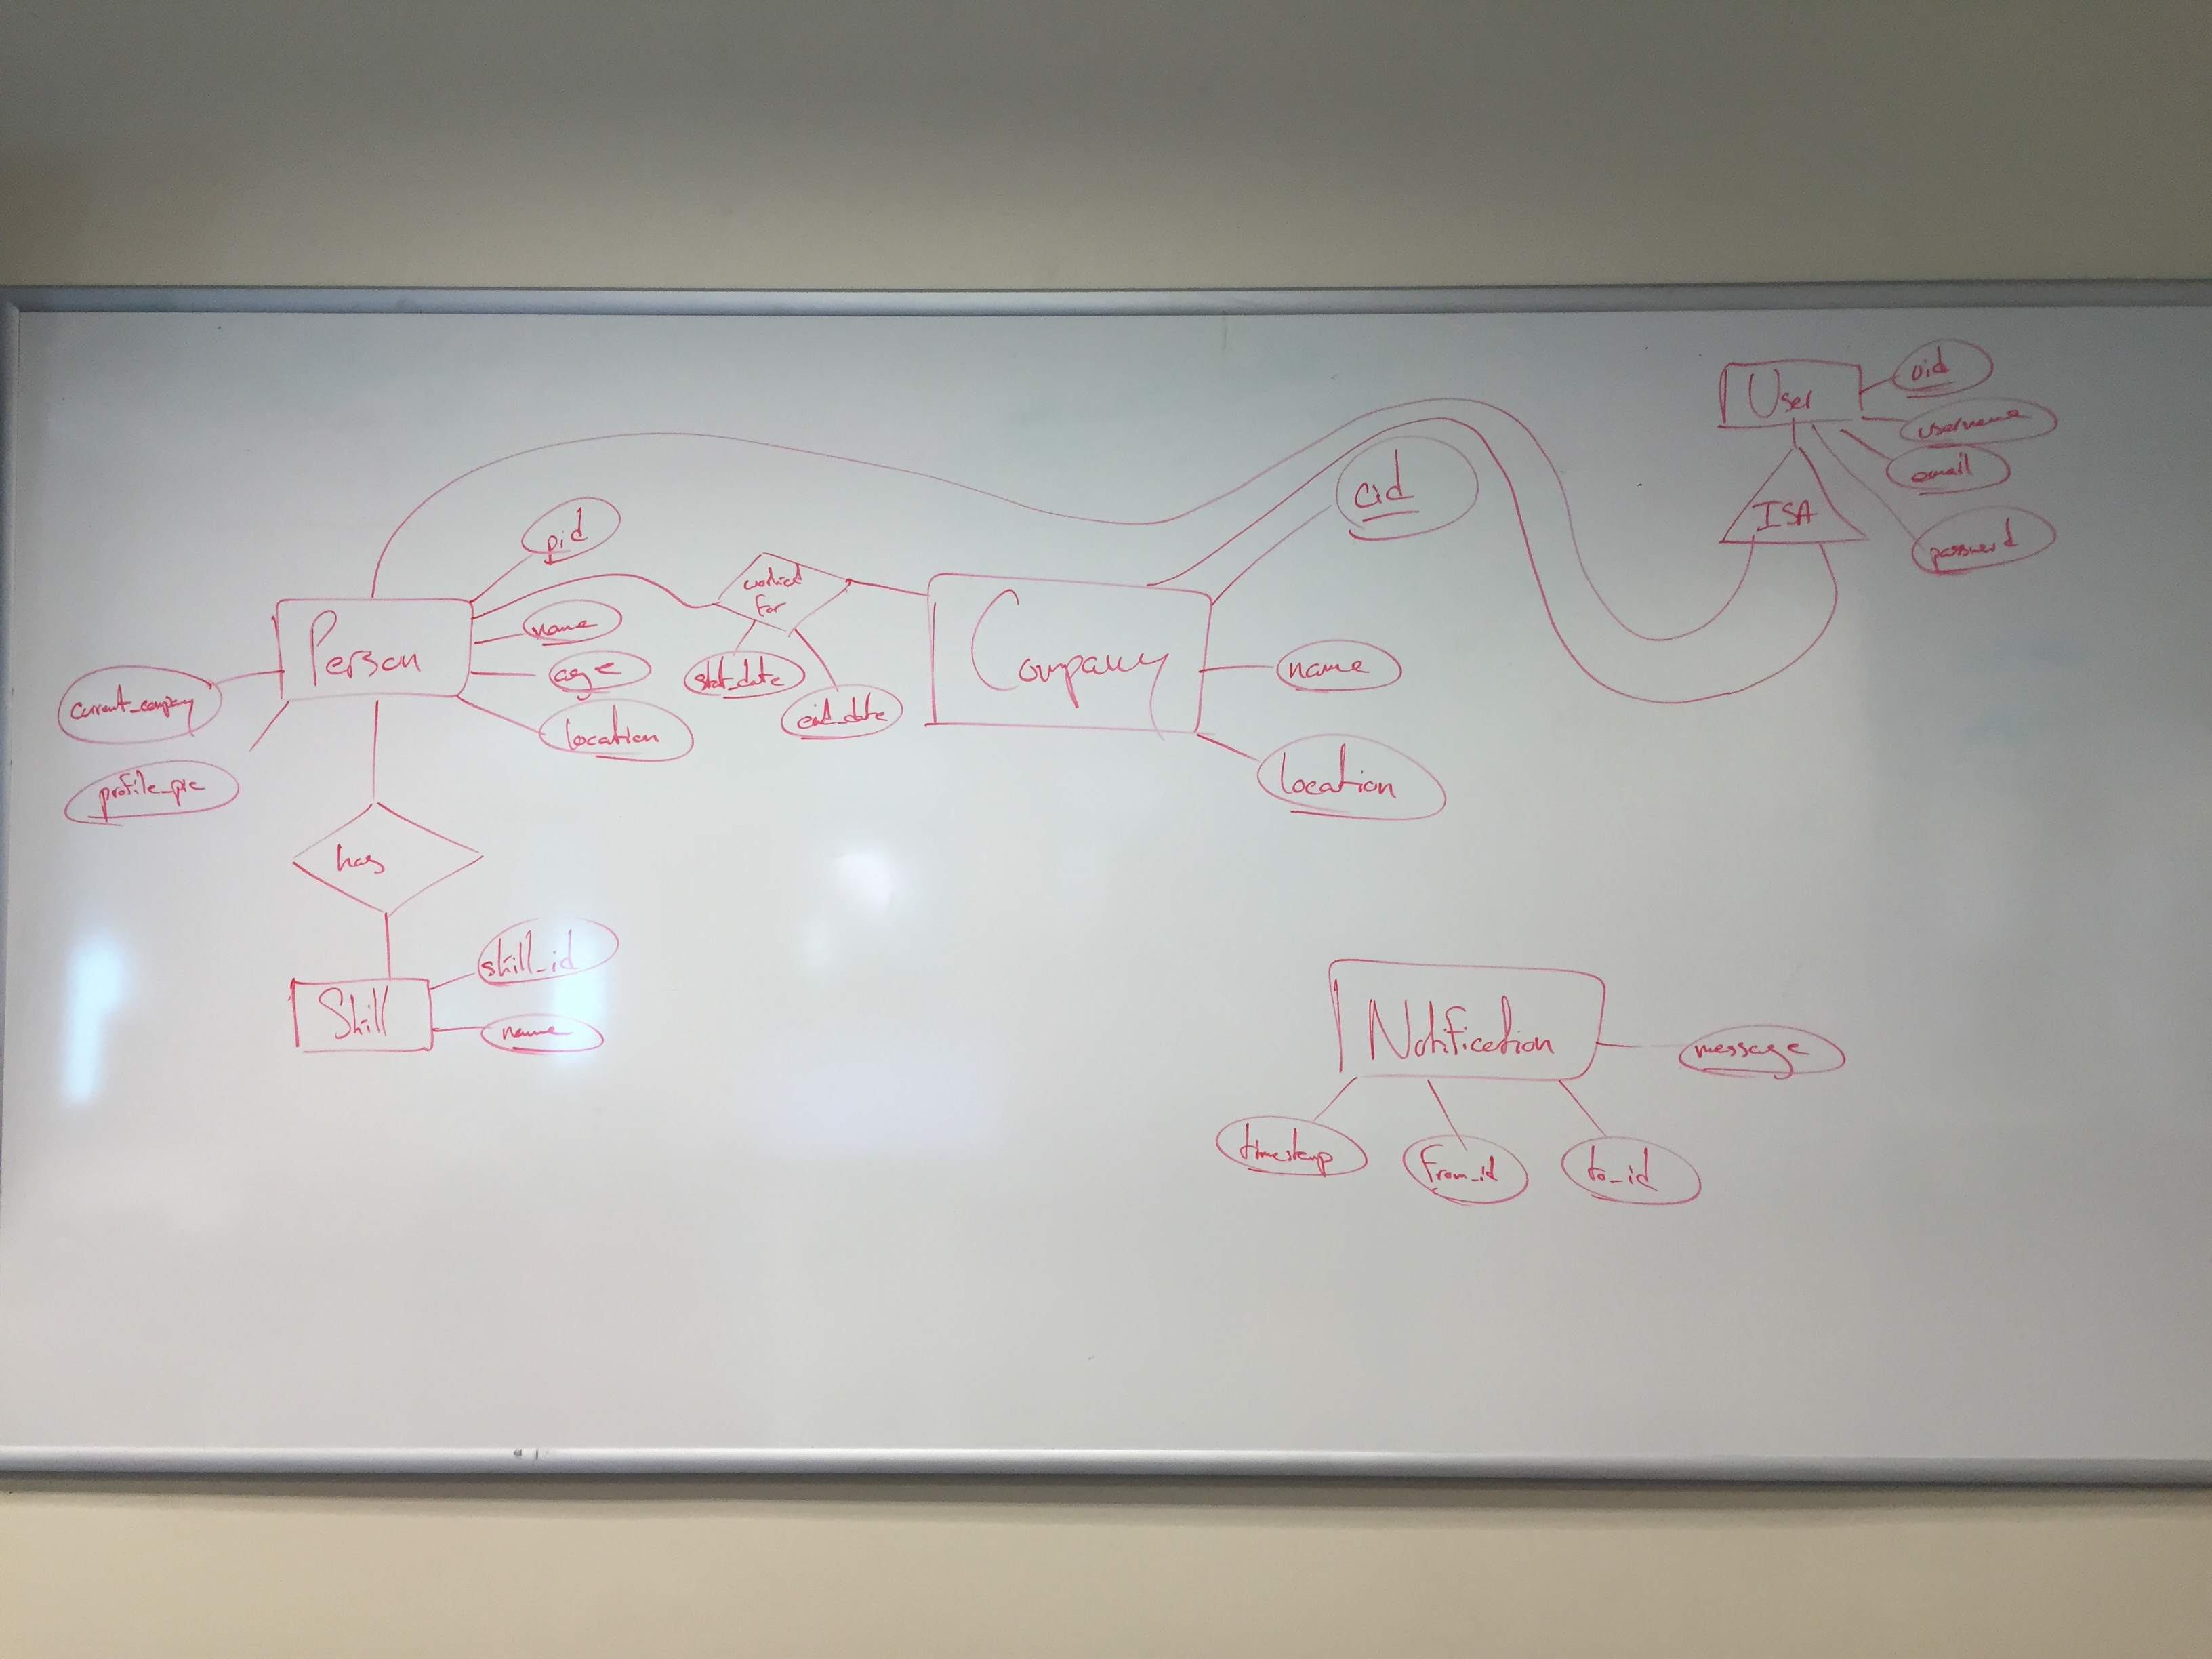 User
uid
username
email
password
ISA
cid
pid
Person
name
age
location
current_company
profile_pic
worked
for
start_date
end_date
Company
name
location
has
Skill
skill_id
name
Notification
message
timestamp
from_id
to_id